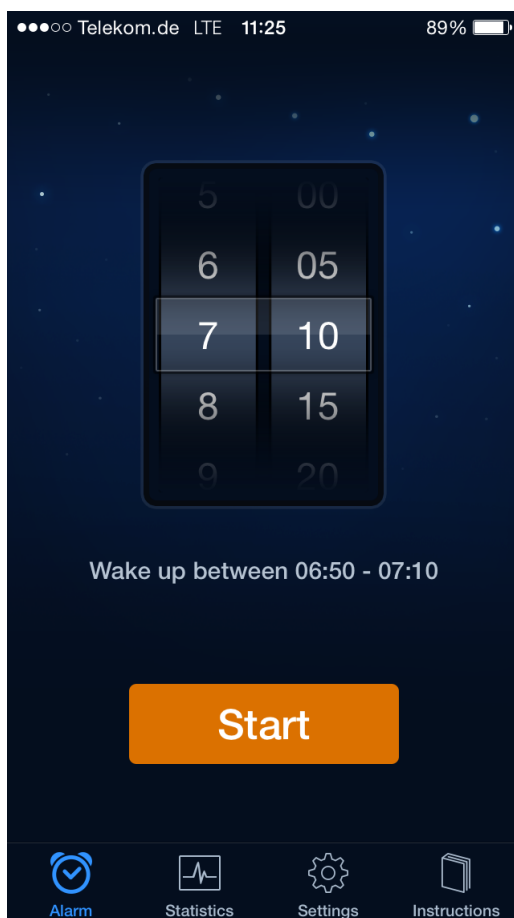 Telekom.de LTE 11:25 89%
5 00
6 05
7 10
8 15
9 20
Wake up between 06:50 - 07:10
Start
Alarm Statistics Settings Instructions